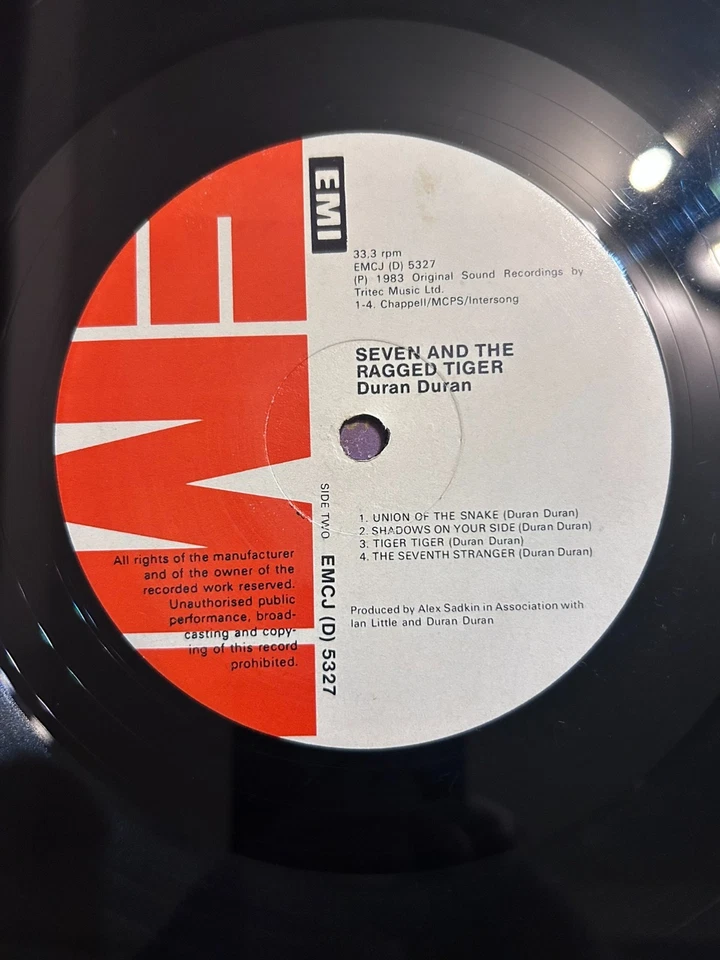 EMI
33.3 rpm
EMCJ (D) 5327
(P) 1983 Original Sound Recordings by
Tritec Music Ltd.
1-4. Chappell/MCPS/Intersong
SEVEN AND THE
RAGGED TIGER
Duran Duran
1. UNION OF THE SNAKE (Duran Duran)
2. SHADOWS ON YOUR SIDE (Duran Duran)
3. TIGER TIGER (Duran Duran)
4. THE SEVENTH STRANGER (Duran Duran)
Produced by Alex Sadkin in Association with
Ian Little and Duran Duran
SIDE TWO EMCJ (D) 5327
EMI
All rights of the manufacturer
and of the owner of the
recorded work reserved.
Unauthorised public
performance, broad-
casting and copy-
ing of this record
prohibited.